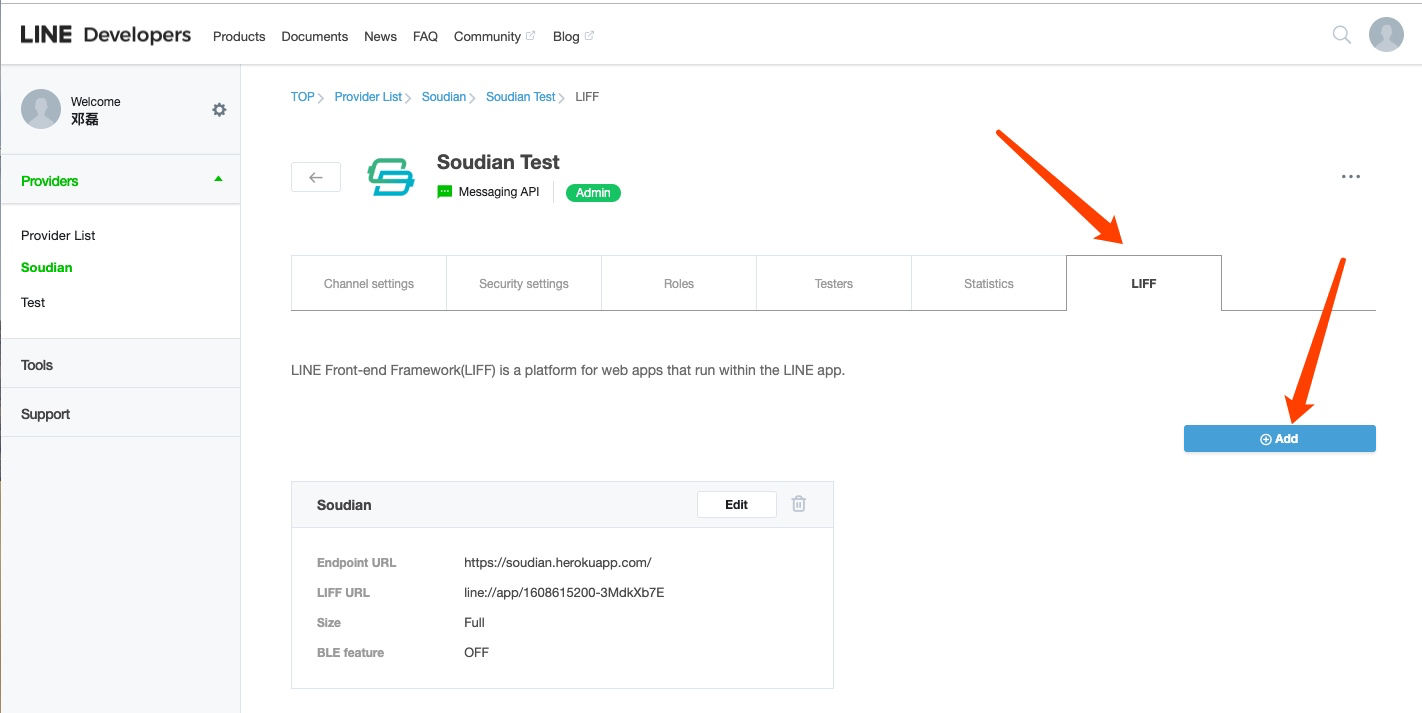 LINE Developers Products Documents News FAQ Community Blog
Welcome
邓磊
Providers
Provider List
Soudian
Test
Tools
Support
TOP Provider List Soudian Soudian Test LIFF
Soudian Test
Messaging API Admin
Channel settings Security settings Roles Testers Statistics LIFF
LINE Front-end Framework(LIFF) is a platform for web apps that run within the LINE app.
Add
Soudian Edit
Endpoint URL https://soudian.herokuapp.com/
LIFF URL line://app/1608615200-3MdkXb7E
Size Full
BLE feature OFF